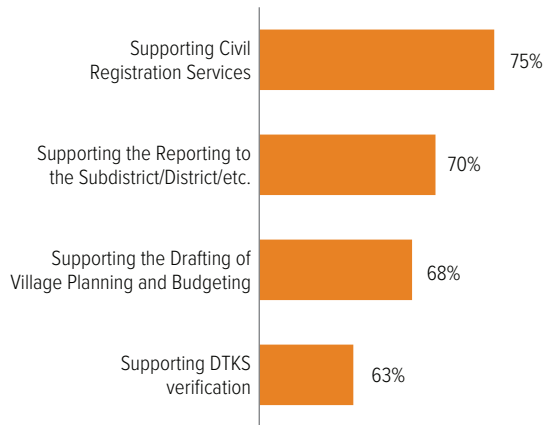 Supporting Civil
Registration Services
75%
Supporting the Reporting to
the Subdistrict/District/etc.
70%
Supporting the Drafting of
Village Planning and Budgeting
68%
Supporting DTKS
verification
63%